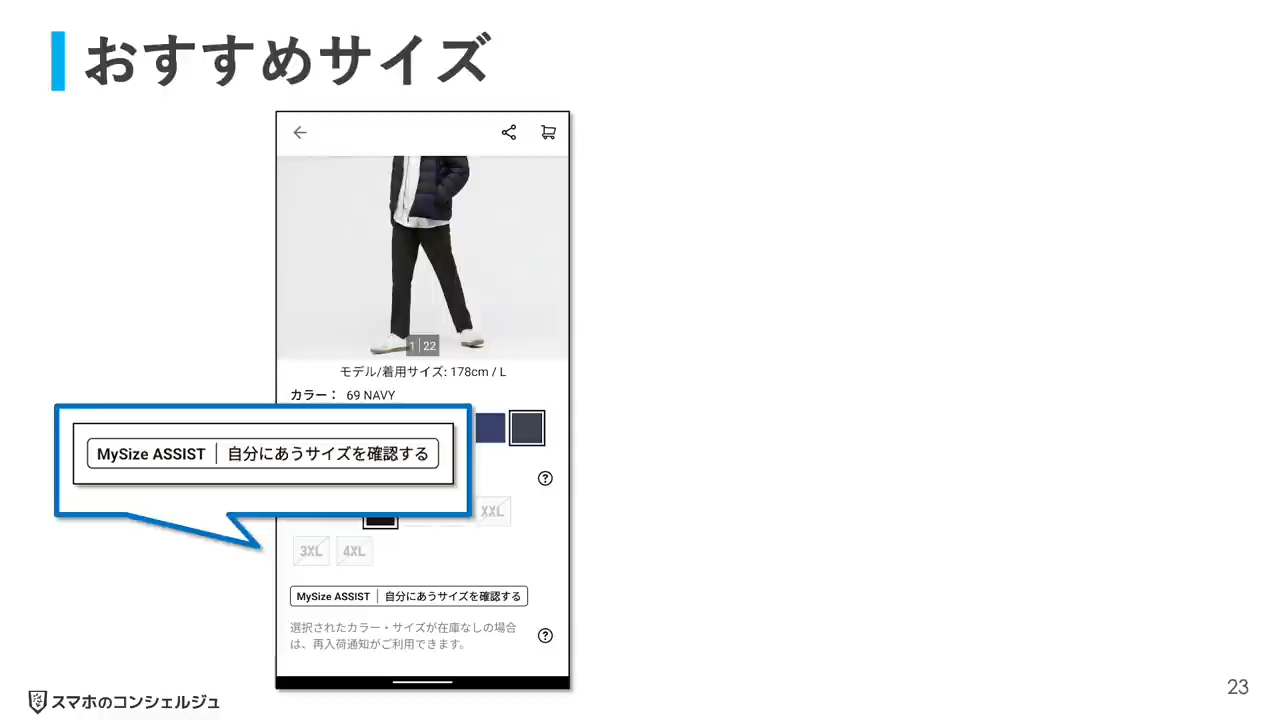 おすすめサイズ
1 | 22
モデル/着用サイズ: 178cm / L
カラー： 69 NAVY
MySize ASSIST | 自分にあうサイズを確認する
XXL
3XL 4XL
MySize ASSIST | 自分にあうサイズを確認する
選択されたカラー・サイズが在庫なしの場合
は、再入荷通知がご利用できます。
スマホのコンシェルジュ
23